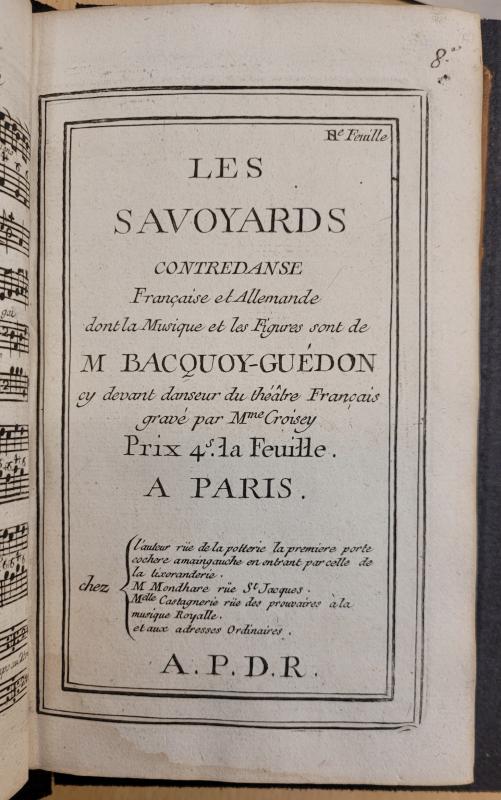 8.
e Feuille
LES
SAVOYARDS
CONTREDANSE
Française et Allemande
dont la Musique et les Figures sont de
M BACQUOY-GUÉDON
cy devant danseur du théâtre Français
gravé par Mme Croisey
Prix 4s. la Feuille.
A PARIS.
chez
l'auteur rüe de la potterie la premiere porte
cochere amaingauche en entrant par celle de
la tixeranderie.
M Mondhare rüe St Jacques.
Melle Castagnerie rüe des prouvaires à la
musique Royalle.
et aux adresses Ordinaires.
A.P.D.R.